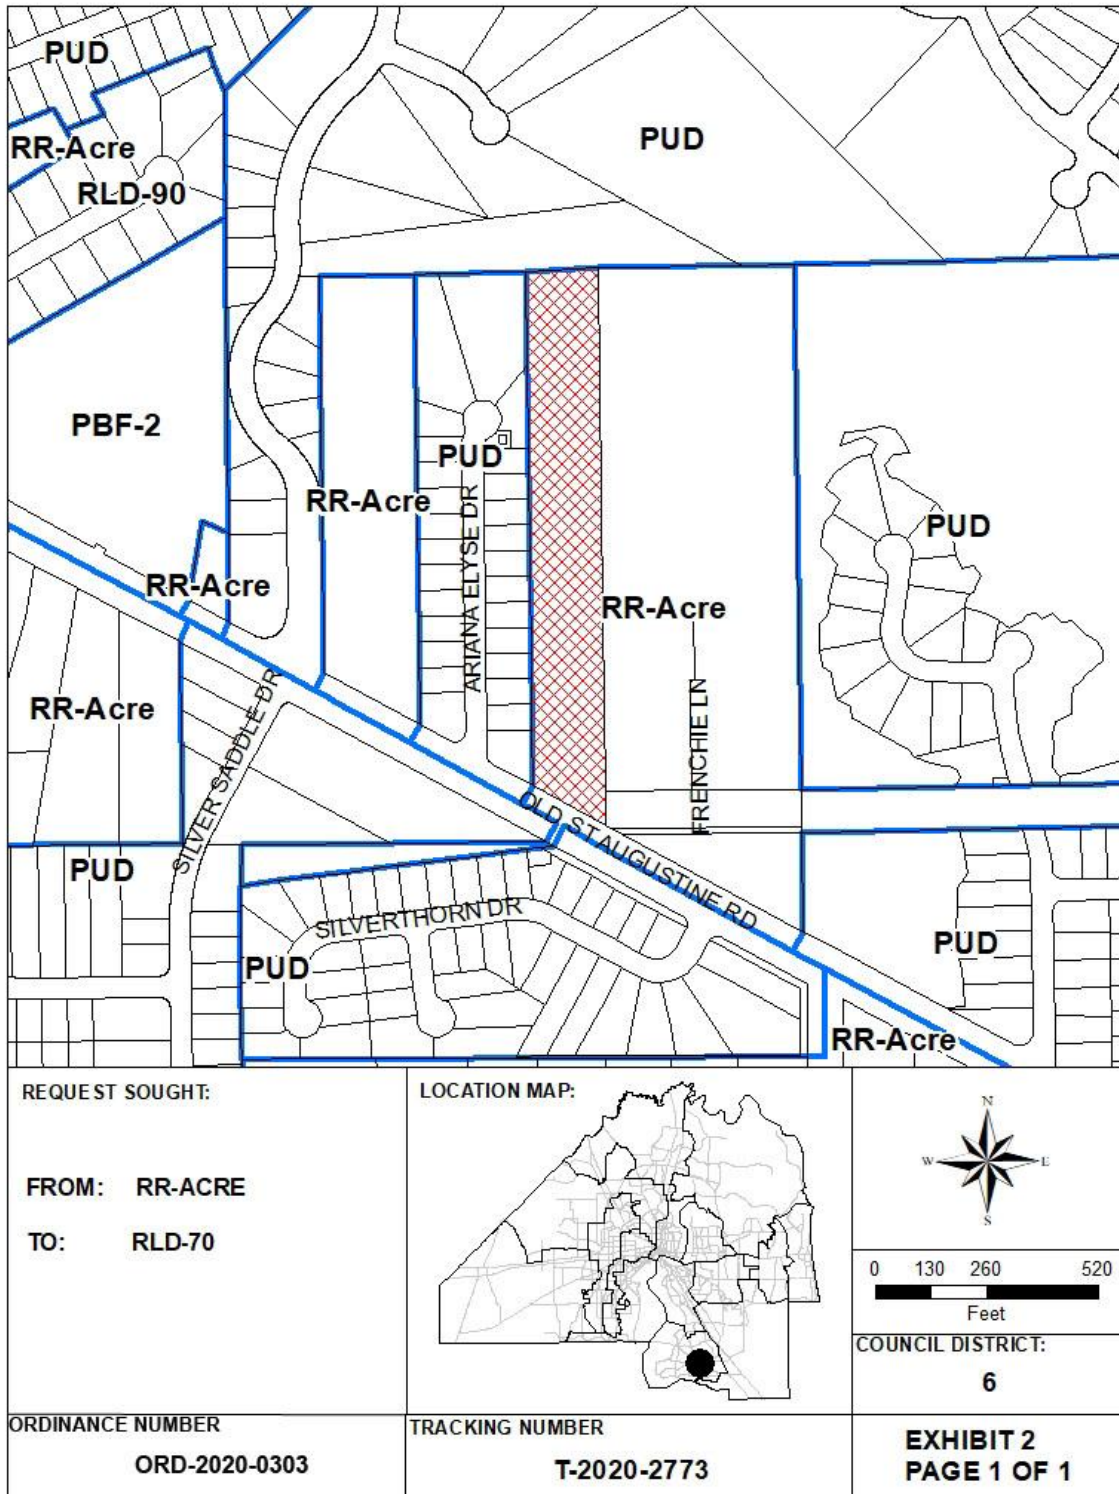 PUD
RR-Acre
RLD-90
PUD
PBF-2
RR-Acre
PUD
ARIANA ELYSE DR
RR-Acre
PUD
RR-Acre
FRENCHIE LN
RR-Acre
SILVER SADDLE DR
OLD ST AUGUSTINE RD
PUD
SILVERTHORN DR
PUD
PUD
RR-Acre
REQUEST SOUGHT:
FROM: RR-ACRE
TO: RLD-70
LOCATION MAP:
N
W E
S
0 130 260 520
Feet
COUNCIL DISTRICT:
6
ORDINANCE NUMBER
ORD-2020-0303
TRACKING NUMBER
T-2020-2773
EXHIBIT 2
PAGE 1 OF 1